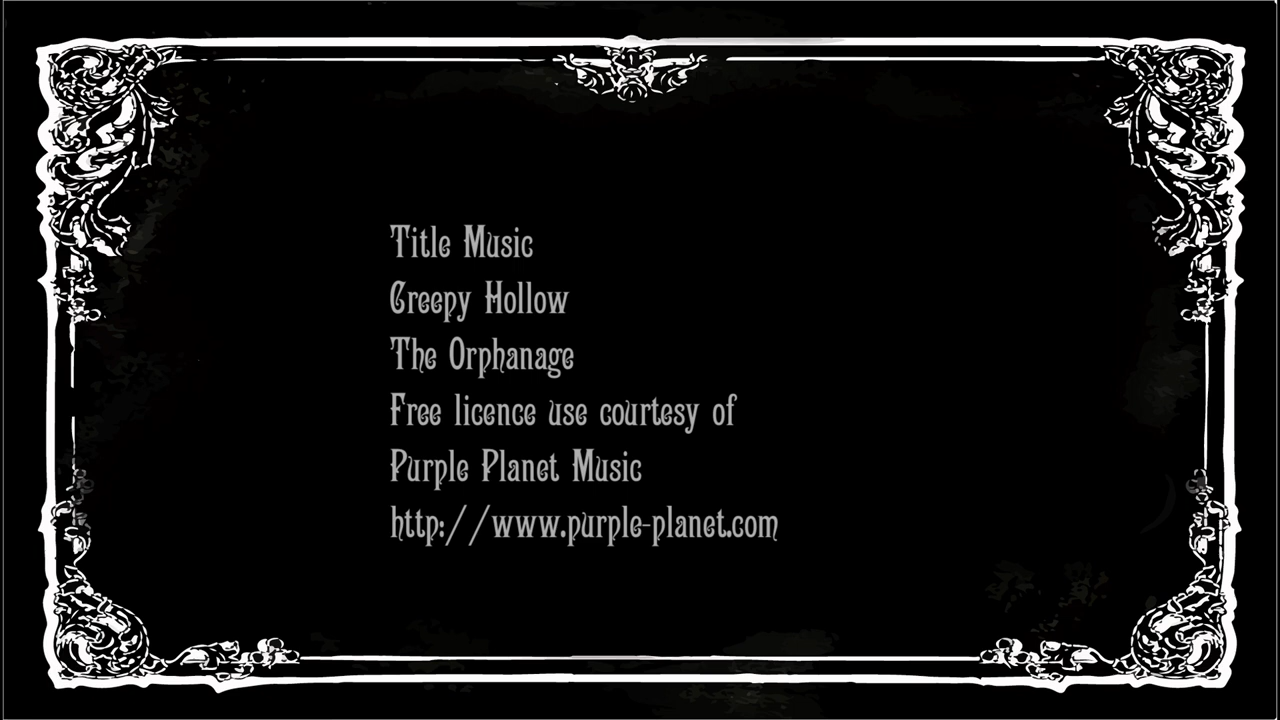 Title Music
Creepy Hollow
The Orphanage
Free licence use courtesy of
Purple Planet Music
http://www.purple-planet.com